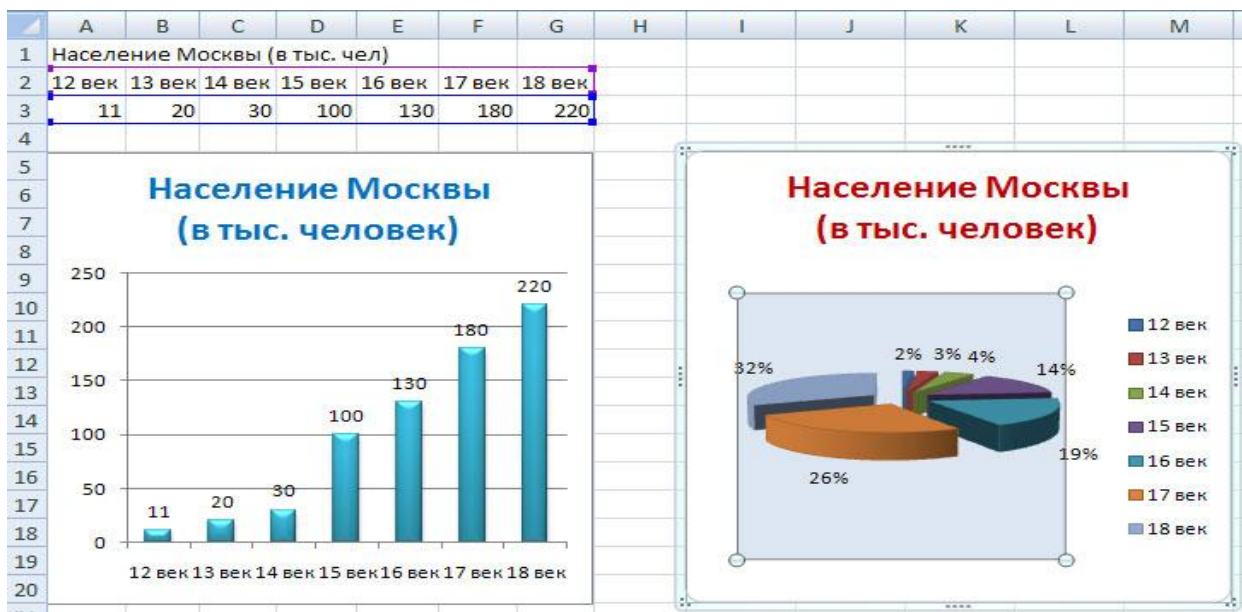 A B C D E F G H I J K L M
1 Население Москвы (в тыс. чел)
2 12 век 13 век 14 век 15 век 16 век 17 век 18 век
3 11 20 30 100 130 180 220
4
5
6
7
8
9
10
11
12
13
14
15
16
17
18
19
20
Население Москвы
(в тыс. человек)
250
200
150
100
50
0
11
20
30
100
130
180
220
12 век 13 век 14 век 15 век 16 век 17 век 18 век
Население Москвы
(в тыс. человек)
2% 3% 4%
14%
19%
26%
32%
12 век
13 век
14 век
15 век
16 век
17 век
18 век